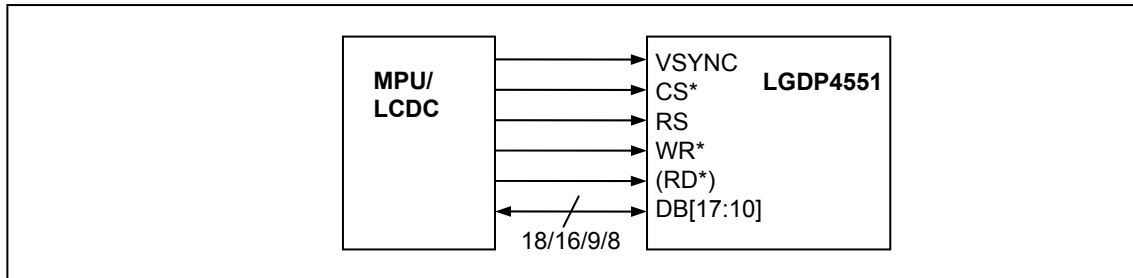 MPU/
LCDC
VSYNC
CS*
RS
WR*
(RD*)
DB[17:10]
LGDP4551
18/16/9/8